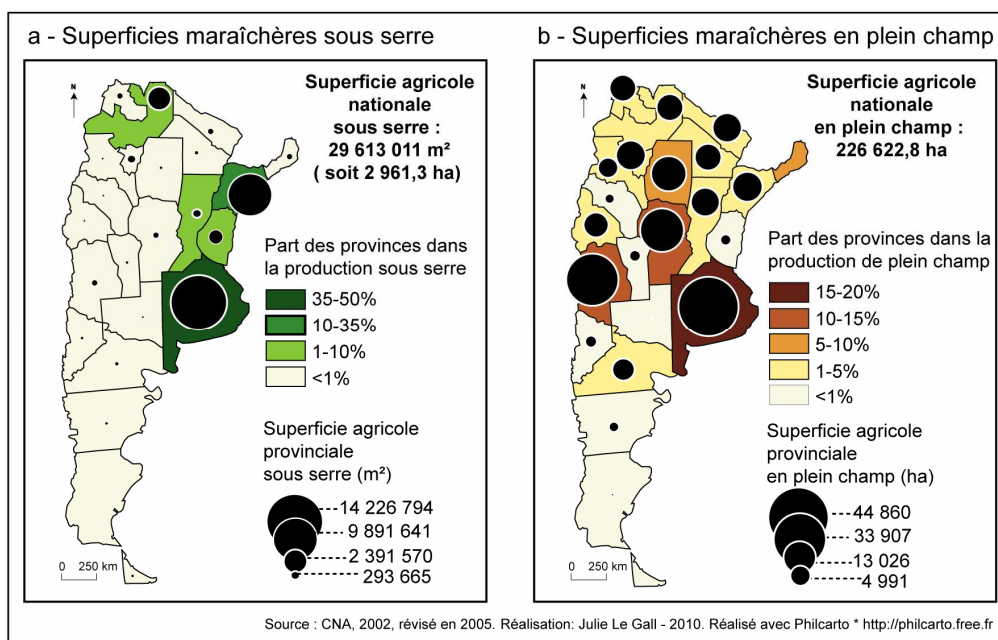 a - Superficies maraîchères sous serre
N
Superficie agricole
nationale
sous serre :
29 613 011 m²
( soit 2 961,3 ha)
Part des provinces dans
la production sous serre
35-50%
10-35%
1-10%
<1%
Superficie agricole
provinciale
sous serre (m²)
14 226 794
9 891 641
2 391 570
293 665
0 250 km
b - Superficies maraîchères en plein champ
N
Superficie agricole
nationale
en plein champ :
226 622,8 ha
Part des provinces dans la
production de plein champ
15-20%
10-15%
5-10%
1-5%
<1%
Superficie agricole
provinciale
en plein champ (ha)
44 860
33 907
13 026
4 991
0 250 km
Source : CNA, 2002, révisé en 2005. Réalisation: Julie Le Gall - 2010. Réalisé avec Philcarto * http://philcarto.free.fr